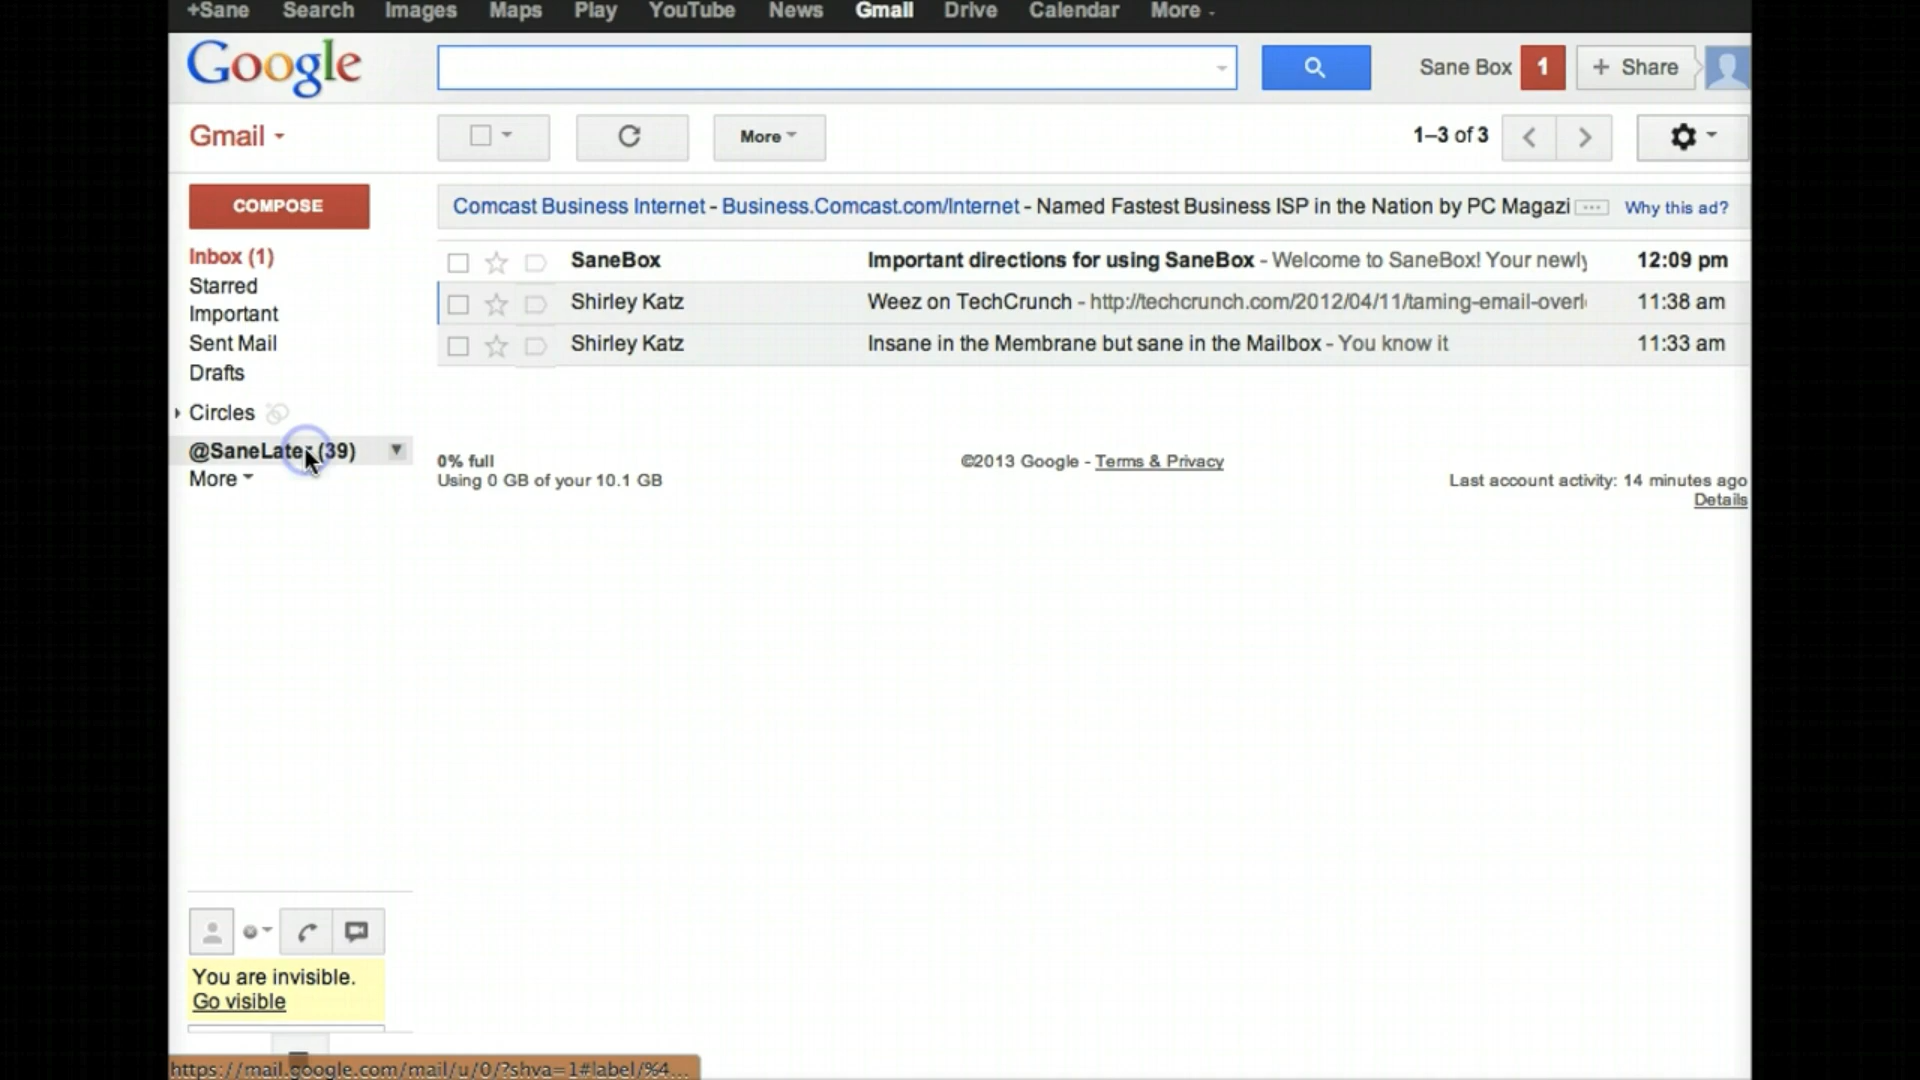 +Sane Search Images Maps Play YouTube News Gmail Drive Calendar More
Google
Sane Box 1 + Share
Gmail
More
1–3 of 3
COMPOSE
Comcast Business Internet - Business.Comcast.com/Internet - Named Fastest Business ISP in the Nation by PC Magazi ... Why this ad?
Inbox (1)
SaneBox Important directions for using SaneBox - Welcome to SaneBox! Your newly 12:09 pm
Starred
Shirley Katz Weez on TechCrunch - http://techcrunch.com/2012/04/11/taming-email-overl 11:38 am
Important
Shirley Katz Insane in the Membrane but sane in the Mailbox - You know it 11:33 am
Sent Mail
Drafts
Circles
@SaneLater (39)
More
0% full
Using 0 GB of your 10.1 GB
©2013 Google - Terms & Privacy
Last account activity: 14 minutes ago
Details
You are invisible.
Go visible
https://mail.google.com/mail/u/0/?shva=1#label/%4...